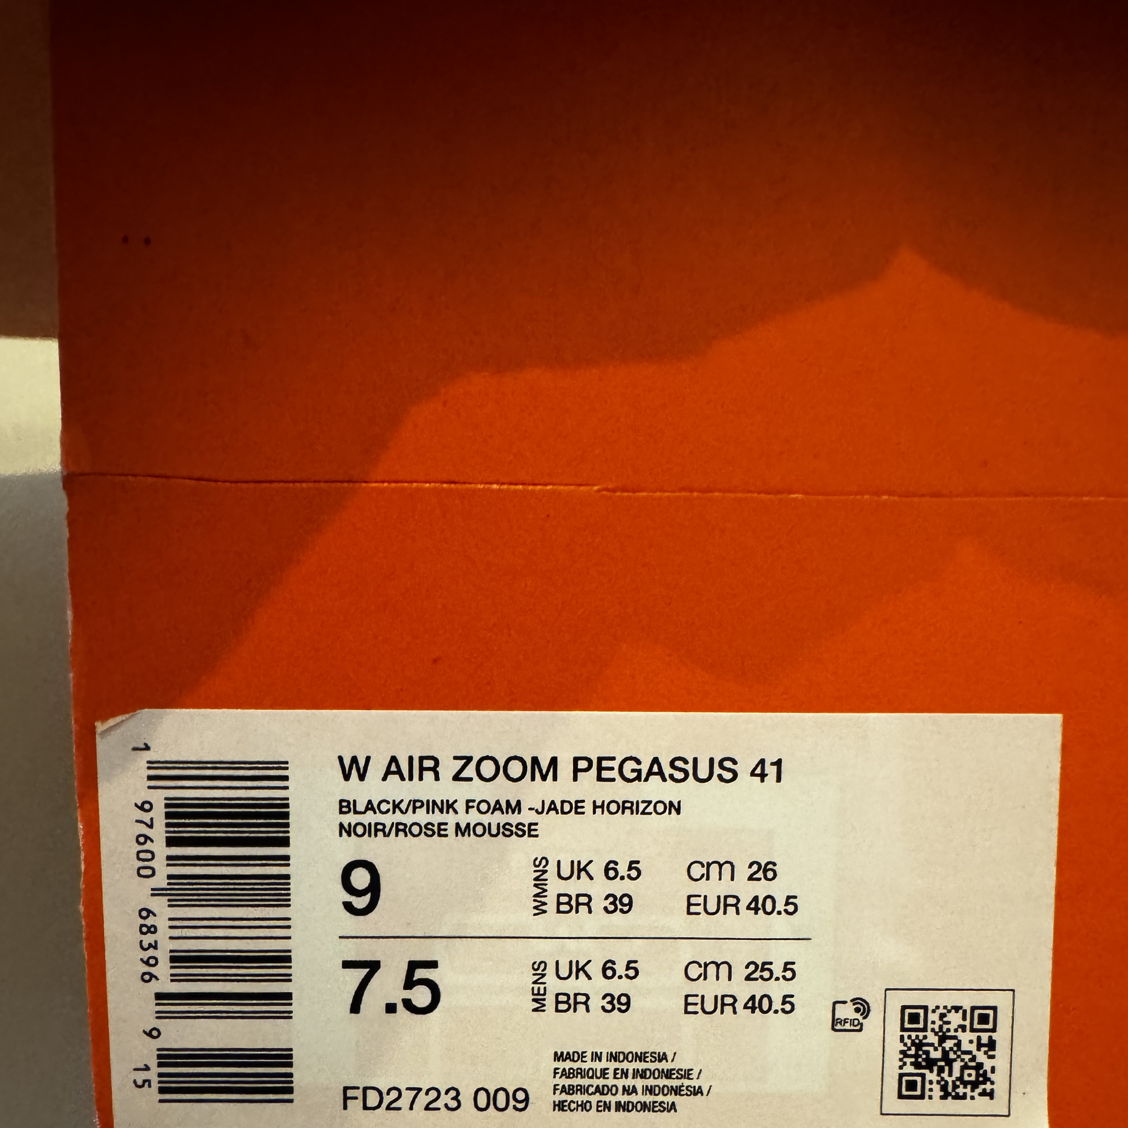 W AIR ZOOM PEGASUS 41
BLACK/PINK FOAM -JADE HORIZON
NOIR/ROSE MOUSSE
9
WMNS
UK 6.5 CM 26
BR 39 EUR 40.5
7.5
MENS
UK 6.5 CM 25.5
BR 39 EUR 40.5
RFID
MADE IN INDONESIA /
FABRIQUE EN INDONESIE /
FABRICADO NA INDONÉSIA /
HECHO EN INDONESIA
FD2723 009
1 97600 68396 9 15